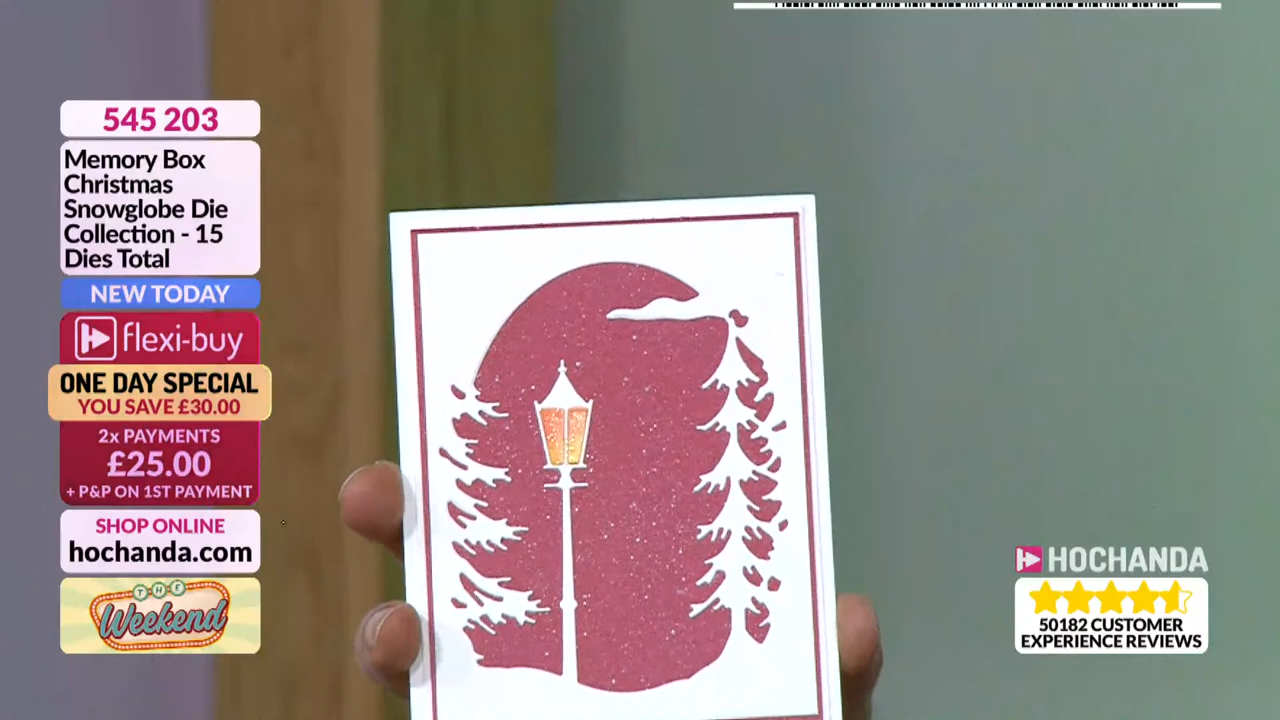 545 203
Memory Box
Christmas
Snowglobe Die
Collection - 15
Dies Total
NEW TODAY
flexi-buy
ONE DAY SPECIAL
YOU SAVE £30.00
2x PAYMENTS
£25.00
+ P&P ON 1ST PAYMENT
SHOP ONLINE
hochanda.com
THE
Weekend
HOCHANDA
50182 CUSTOMER
EXPERIENCE REVIEWS